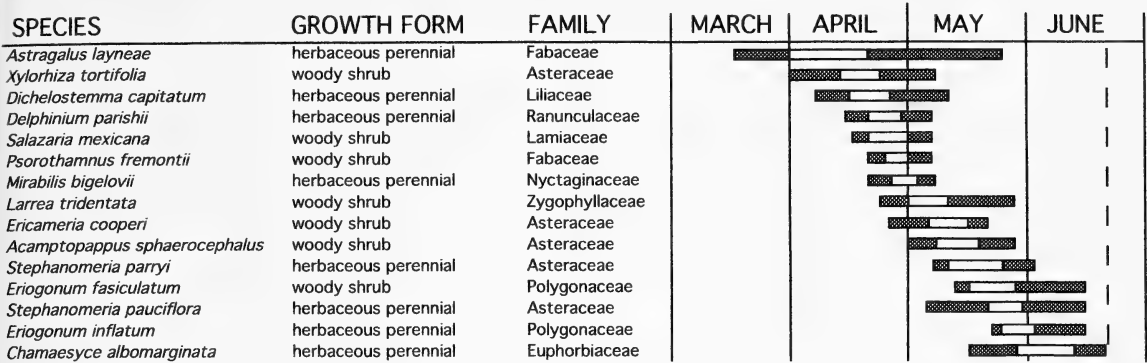 SPECIES GROWTH FORM FAMILY MARCH APRIL MAY JUNE
Astragalus layneae herbaceous perennial Fabaceae
Xylorhiza tortifolia woody shrub Asteraceae
Dichelostemma capitatum herbaceous perennial Liliaceae
Delphinium parishii herbaceous perennial Ranunculaceae
Salazaria mexicana woody shrub Lamiaceae
Psorothamnus fremontii woody shrub Fabaceae
Mirabilis bigelovii herbaceous perennial Nyctaginaceae
Larrea tridentata woody shrub Zygophyllaceae
Ericameria cooperi woody shrub Asteraceae
Acamptopappus sphaerocephalus woody shrub Asteraceae
Stephanomeria parryi herbaceous perennial Asteraceae
Eriogonum fasiculatum woody shrub Polygonaceae
Stephanomeria pauciflora herbaceous perennial Asteraceae
Eriogonum inflatum herbaceous perennial Polygonaceae
Chamaesyce albomarginata herbaceous perennial Euphorbiaceae